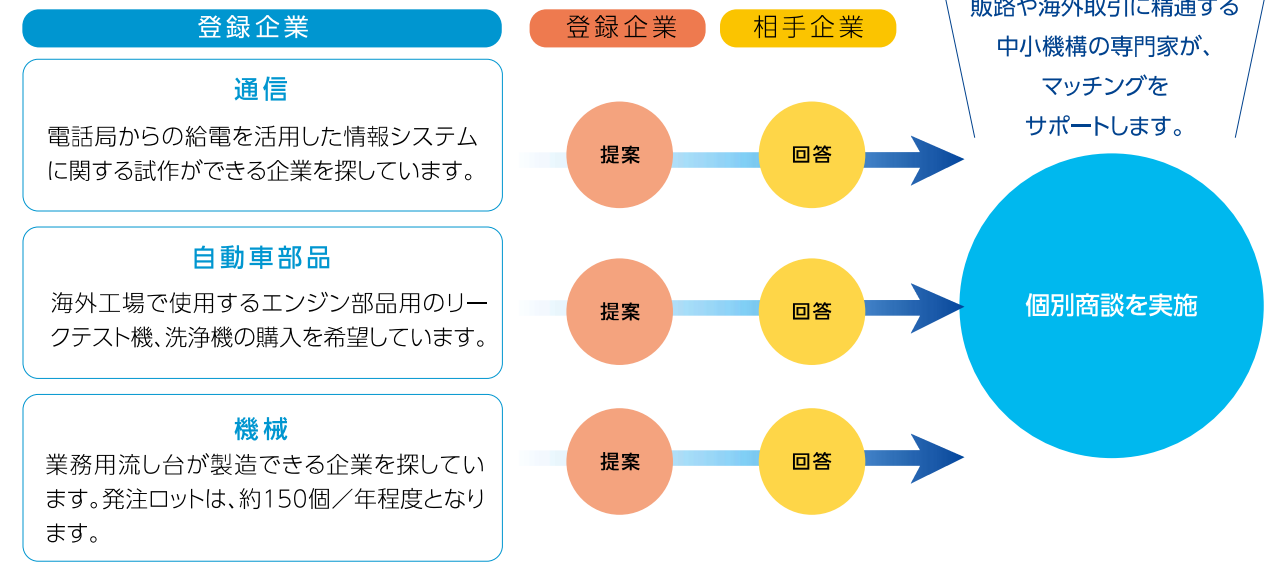 登録企業
登録企業
相手企業
販路や海外取引に精通する
中小機構の専門家が、
マッチングを
サポートします。
通信
電話局からの給電を活用した情報システム
に関する試作ができる企業を探しています。
提案
回答
自動車部品
海外工場で使用するエンジン部品用のリー
クテスト機、洗浄機の購入を希望しています。
提案
回答
個別商談を実施
機械
業務用流し台が製造できる企業を探してい
ます。発注ロットは、約150個／年程度となり
ます。
提案
回答